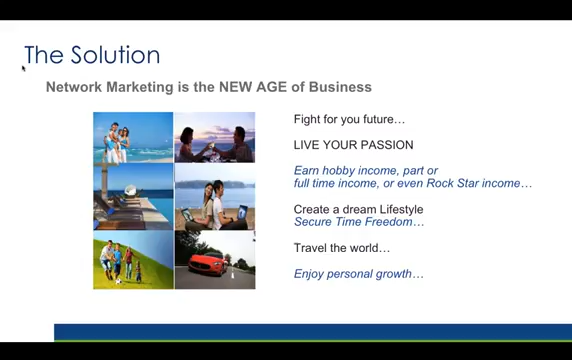 The Solution
Network Marketing is the NEW AGE of Business
Fight for you future…
LIVE YOUR PASSION
Earn hobby income, part or
full time income, or even Rock Star income…
Create a dream Lifestyle
Secure Time Freedom…
Travel the world…
Enjoy personal growth…